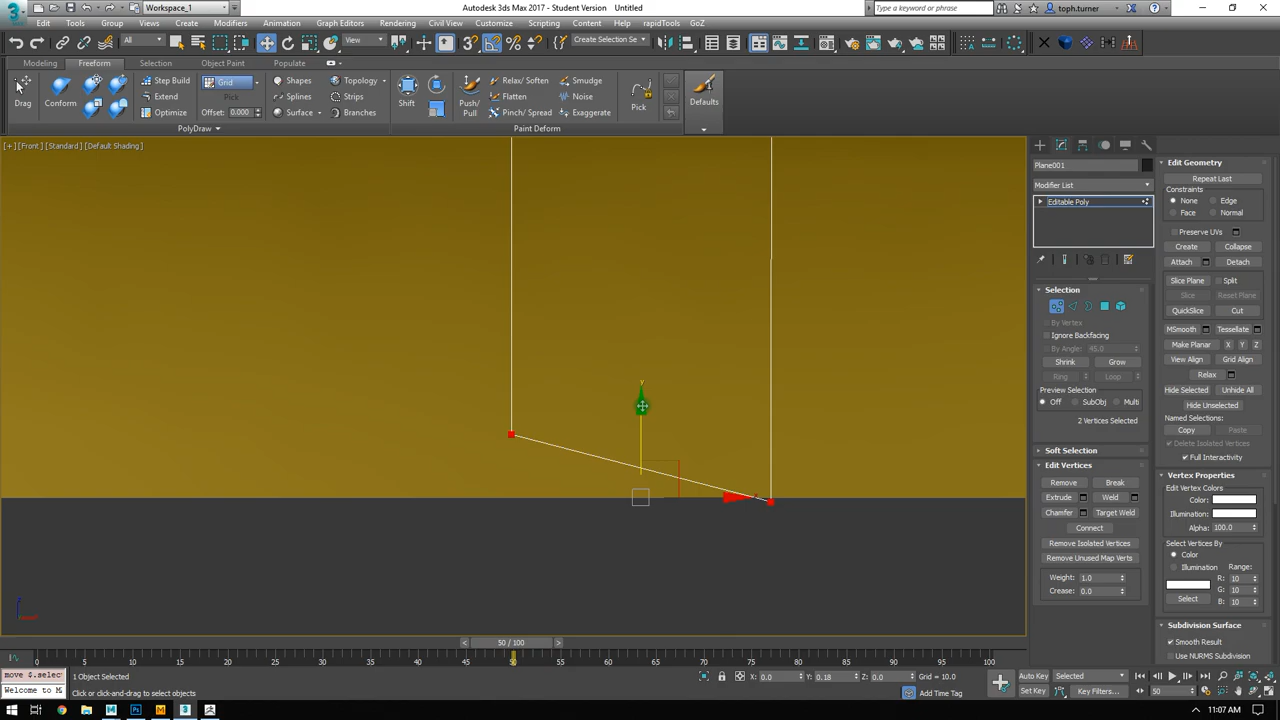 Workspace_1
Autodesk 3ds Max 2017 - Student Version    Untitled
Type a keyword or phrase
toph.turner
Edit Tools Group Views Create Modifiers Animation Graph Editors Rendering Civil View Customize Scripting Content Help rapidTools GoZ
All
View
Create Selection Se
Modeling Freeform Selection Object Paint Populate
Drag
Conform
Step Build
Extend
Optimize
Grid
Pick
Offset: 0.000
Shapes
Splines
Surface
Topology
Strips
Branches
Shift
Push/
Pull
Relax/ Soften
Flatten
Pinch/ Spread
Smudge
Noise
Exaggerate
Pick
Defaults
PolyDraw
Paint Deform
[+] [Front ] [Standard ] [Default Shading ]
y
Plane001
Modifier List
Editable Poly
Selection
By Vertex
Ignore Backfacing
By Angle: 45.0
Shrink Grow
Ring Loop
Preview Selection
Off SubObj Multi
2 Vertices Selected
Soft Selection
Edit Vertices
Remove Break
Extrude Weld
Chamfer Target Weld
Connect
Remove Isolated Vertices
Remove Unused Map Verts
Weight: 1.0
Crease: 0.0
Edit Geometry
Repeat Last
Constraints
None Edge
Face Normal
Preserve UVs
Create Collapse
Attach Detach
Slice Plane Split
Slice Reset Plane
QuickSlice Cut
MSmooth Tessellate
Make Planar X Y Z
View Align Grid Align
Relax
Hide Selected Unhide All
Hide Unselected
Named Selections:
Copy Paste
Delete Isolated Vertices
Full Interactivity
Vertex Properties
Edit Vertex Colors
Color:
Illumination:
Alpha: 100.0
Select Vertices By
Color
Illumination
Range:
R: 10
G: 10
B: 10
Select
Subdivision Surface
Smooth Result
Use NURMS Subdivision
z
< 50 / 100 >
0 5 10 15 20 25 30 35 40 45 50 55 60 65 70 75 80 85 90 95 100
move $.selec
Welcome to M
1 Object Selected
Click or click-and-drag to select objects
X: 0.0 Y: 0.18 Z: 0.0 Grid = 10.0
Add Time Tag
Auto Key Selected
Set Key Key Filters...
50
11:07 AM